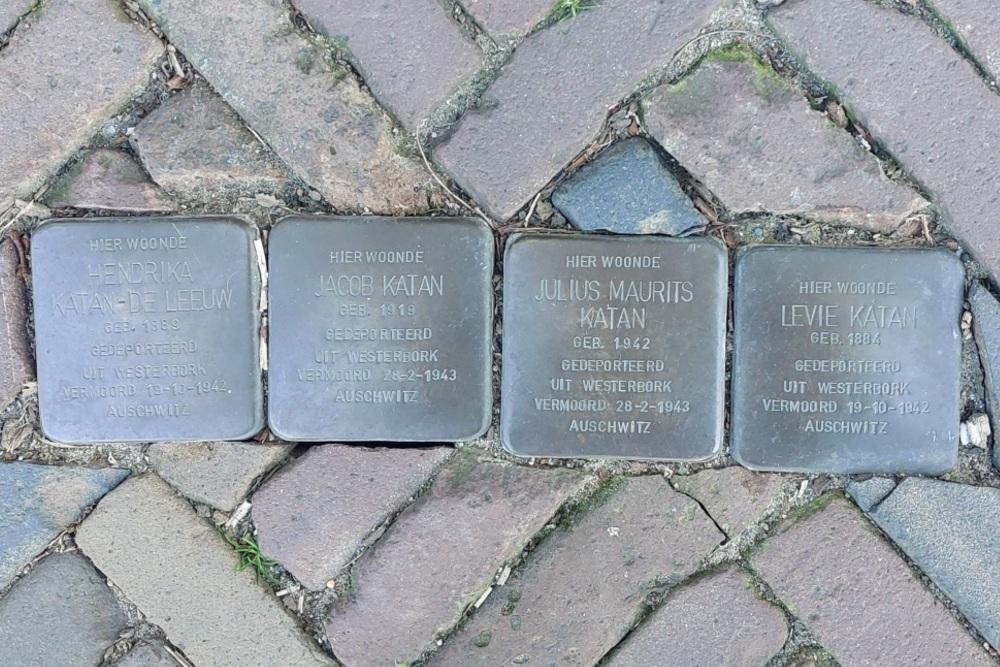 HIER WOONDE
HENDRIKA
KATAN-DE LEEUW
GEB. 1889
GEDEPORTEERD
UIT WESTERBORK
VERMOORD 19-10-1942
AUSCHWITZ
HIER WOONDE
JACOB KATAN
GEB. 1919
GEDEPORTEERD
UIT WESTERBORK
VERMOORD 28-2-1943
AUSCHWITZ
HIER WOONDE
JULIUS MAURITS
KATAN
GEB. 1942
GEDEPORTEERD
UIT WESTERBORK
VERMOORD 28-2-1943
AUSCHWITZ
HIER WOONDE
LEVIE KATAN
GEB. 1884
GEDEPORTEERD
UIT WESTERBORK
VERMOORD 19-10-1942
AUSCHWITZ